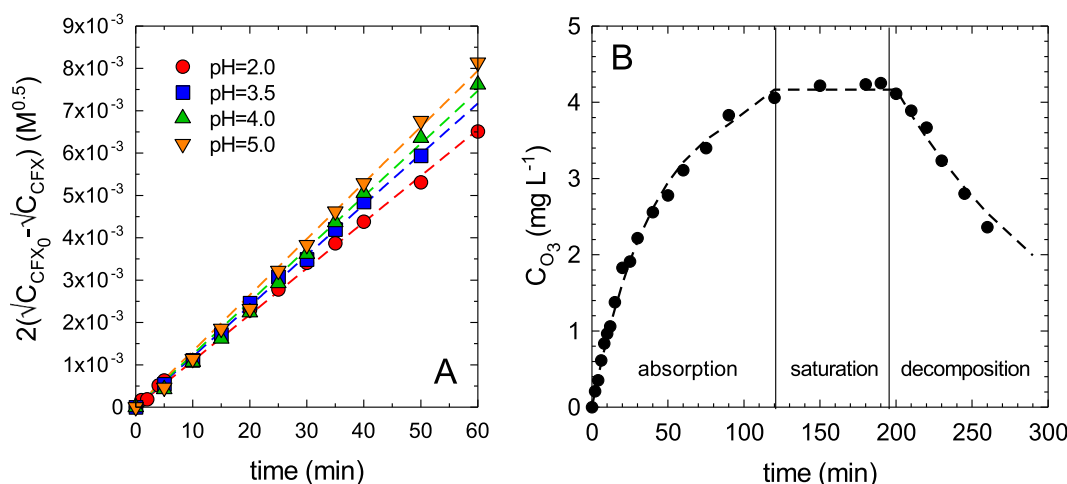 9x10⁻³
8x10⁻³
7x10⁻³
6x10⁻³
5x10⁻³
4x10⁻³
3x10⁻³
2x10⁻³
1x10⁻³
0
2(√C_CFX₀-√C_CFX) (M^0.5)
pH=2.0
pH=3.5
pH=4.0
pH=5.0
A
0 10 20 30 40 50 60
time (min)
B
5
4
3
2
1
0
C_O₃ (mg L⁻¹)
absorption saturation decomposition
0 50 100 150 200 250 300
time (min)